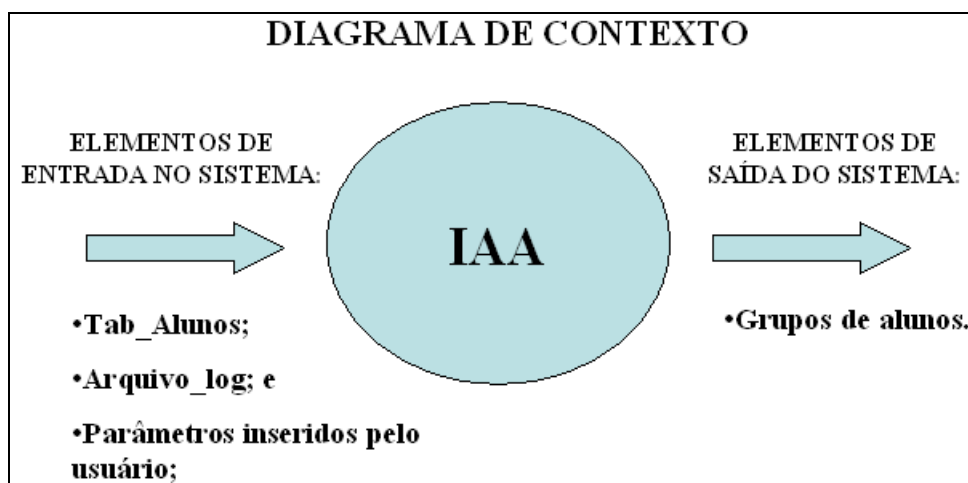 DIAGRAMA DE CONTEXTO
ELEMENTOS DE
ENTRADA NO SISTEMA:
•Tab_Alunos;
•Arquivo_log; e
•Parâmetros inseridos pelo
usuário;
IAA
ELEMENTOS DE
SAÍDA DO SISTEMA:
•Grupos de alunos.